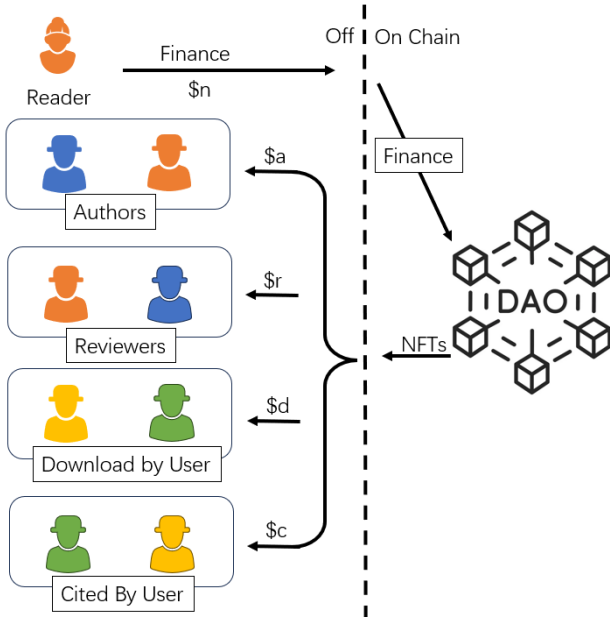 Off On Chain
Finance
$n
Reader
Finance
$a
Authors
$r
Reviewers
DAO
NFTs
$d
Download by User
$c
Cited By User